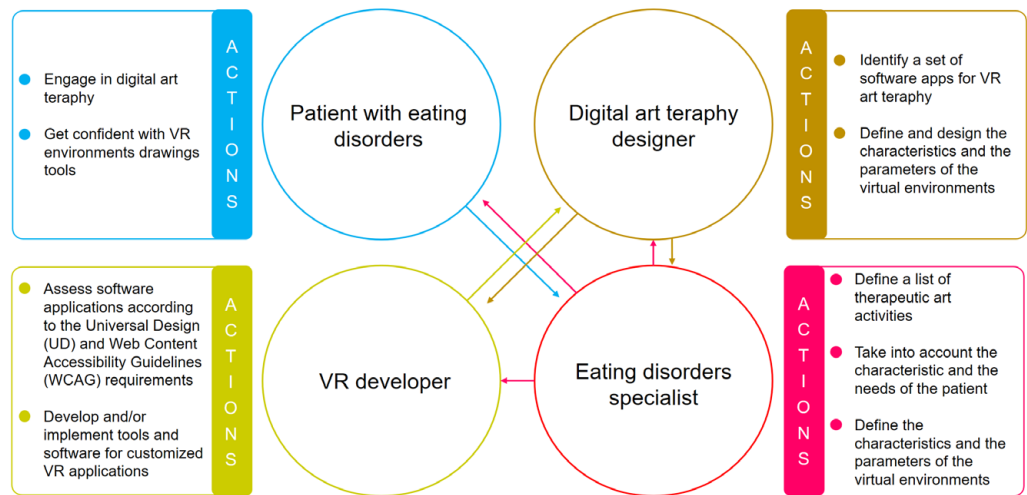 ACTIONS
Engage in digital art
teraphy
Get confident with VR
environments drawings
tools
Patient with eating
disorders
Digital art teraphy
designer
ACTIONS
Identify a set of
software apps for VR
art teraphy
Define and design the
characteristics and the
parameters of the
virtual environments
Assess software
applications according
to the Universal Design
(UD) and Web Content
Accessibility Guidelines
(WCAG) requirements
Develop and/or
implement tools and
software for customized
VR applications
ACTIONS
VR developer
Eating disorders
specialist
ACTIONS
Define a list of
therapeutic art
activities
Take into account the
characteristic and the
needs of the patient
Define the
characteristics and the
parameters of the
virtual environments